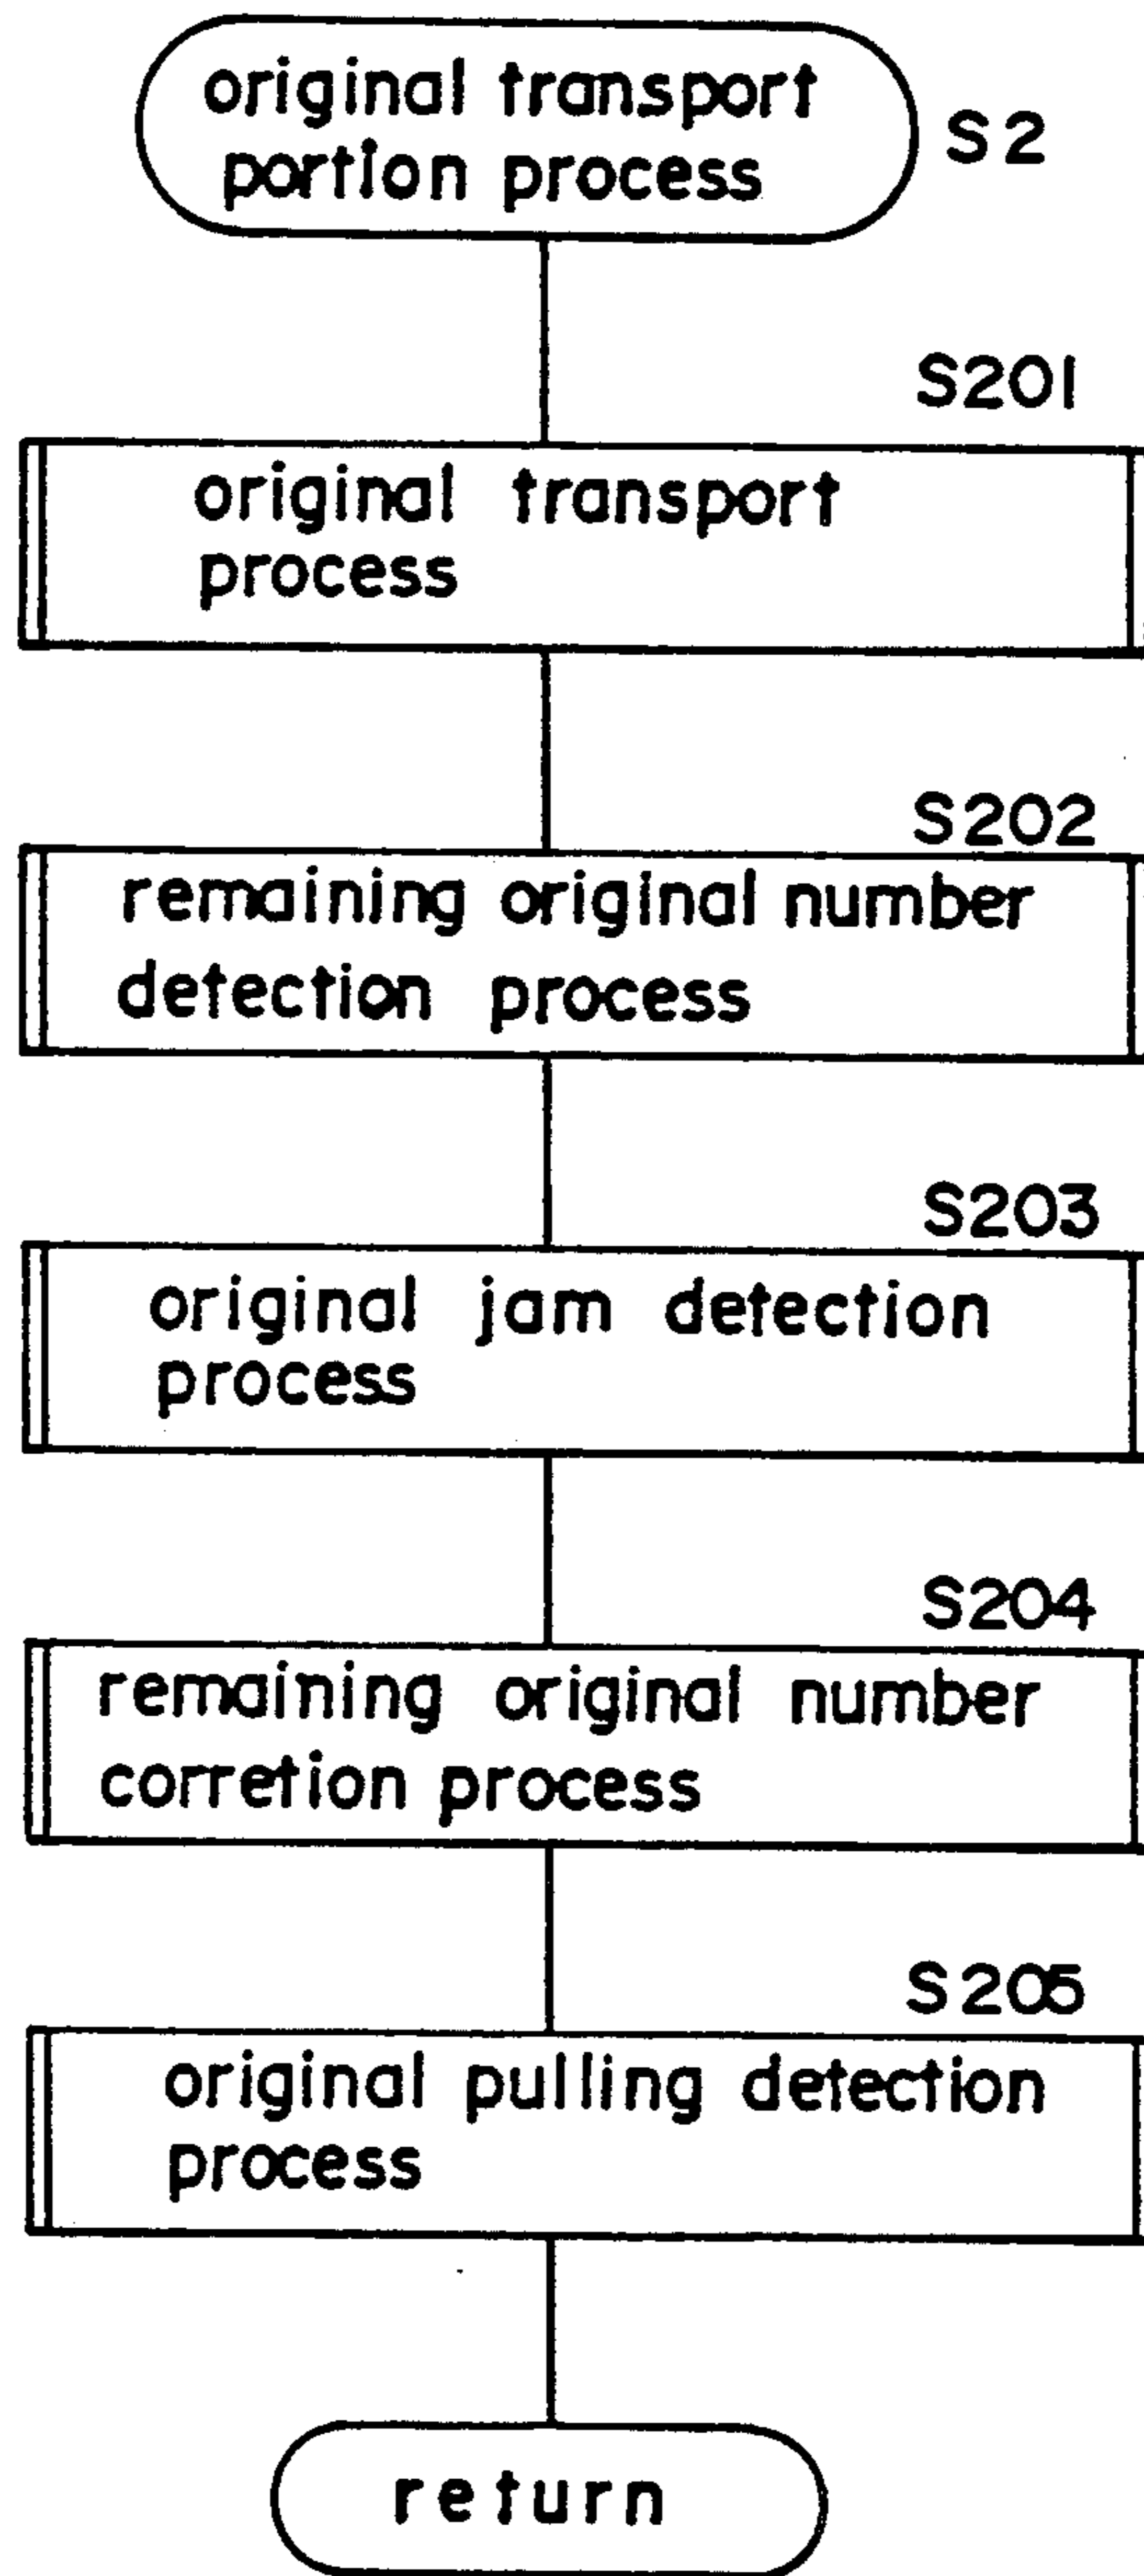 original transport
portion process
S2
S201
original transport
process
S202
remaining original number
detection process
S203
original jam detection
process
S204
remaining original number
corretion process
S205
original pulling detection
process
return